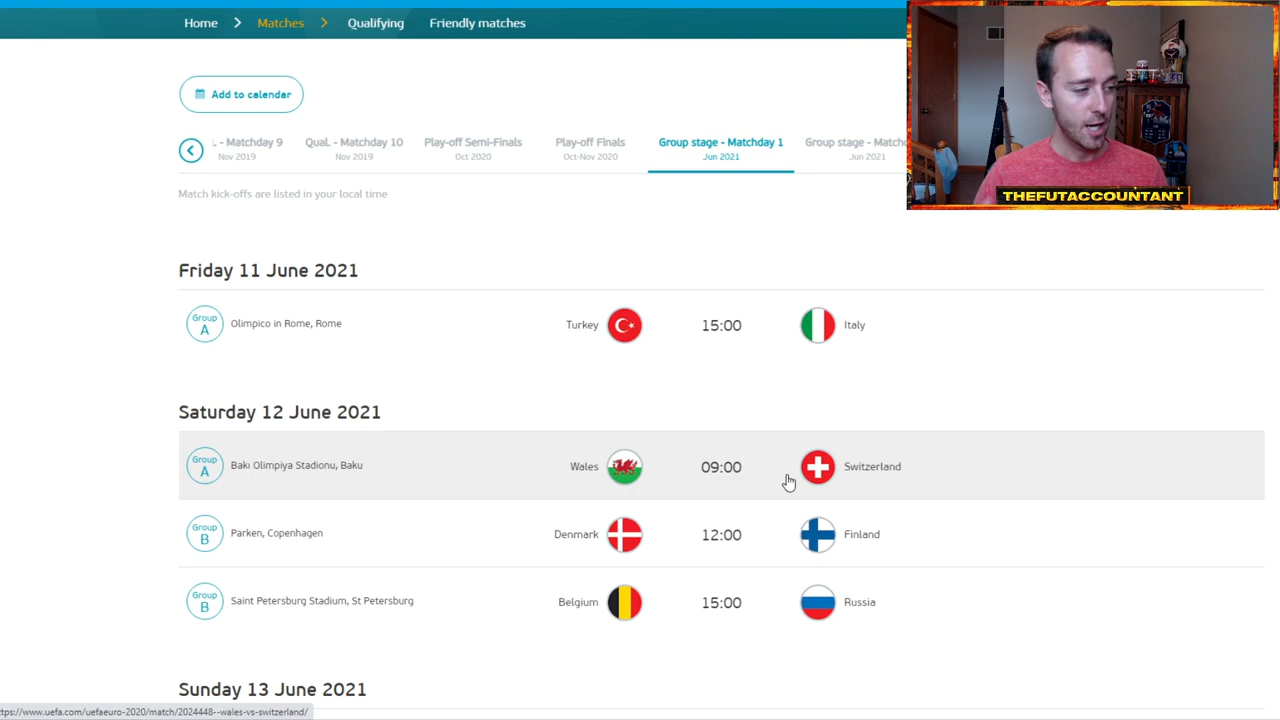 Home
Matches
Qualifying
Friendly matches
Add to calendar
. - Matchday 9
Nov 2019
Qual. - Matchday 10
Nov 2019
Play-off Semi-Finals
Oct 2020
Play-off Finals
Oct-Nov 2020
Group stage - Matchday 1
Jun 2021
Group stage - Match
Jun 2021
Match kick-offs are listed in your local time
THEFUTACCOUNTANT
Friday 11 June 2021
Group A
Olimpico in Rome, Rome
Turkey
15:00
Italy
Saturday 12 June 2021
Group A
Bakı Olimpiya Stadionu, Baku
Wales
09:00
Switzerland
Group B
Parken, Copenhagen
Denmark
12:00
Finland
Group B
Saint Petersburg Stadium, St Petersburg
Belgium
15:00
Russia
Sunday 13 June 2021
ttps://www.uefa.com/uefaeuro-2020/match/2024448--wales-vs-switzerland/